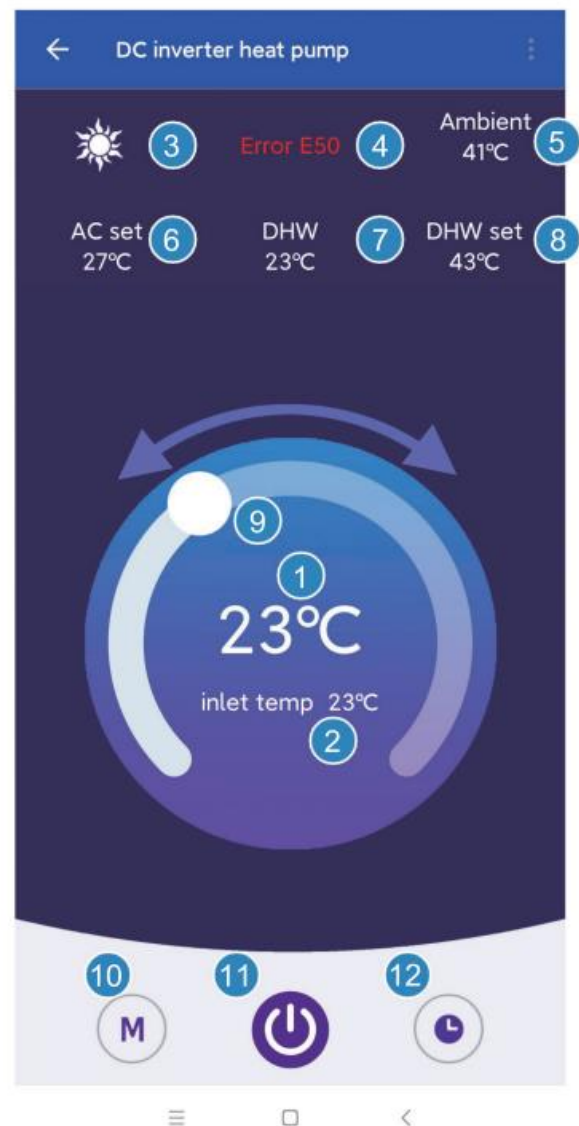 DC inverter heat pump
3
Error E50
4
Ambient
41°C
5
AC set
27°C
6
DHW
23°C
7
DHW set
43°C
8
9
1
23°C
inlet temp 23°C
2
10
11
12
M